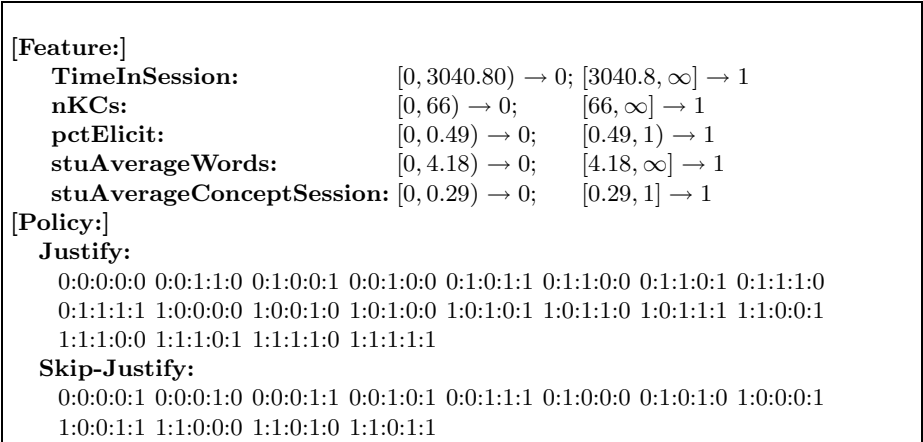 [Feature:]
TimeInSession: [0, 3040.80) → 0; [3040.8, ∞] → 1
nKCs: [0, 66) → 0; [66, ∞] → 1
pctElicit: [0, 0.49) → 0; [0.49, 1) → 1
stuAverageWords: [0, 4.18) → 0; [4.18, ∞] → 1
stuAverageConceptSession: [0, 0.29) → 0; [0.29, 1] → 1
[Policy:]
Justify:
0:0:0:0:0 0:0:1:1:0 0:1:0:0:1 0:0:1:0:0 0:1:0:1:1 0:1:1:0:0 0:1:1:0:1 0:1:1:1:0
0:1:1:1:1 1:0:0:0:0 1:0:0:1:0 1:0:1:0:0 1:0:1:0:1 1:0:1:1:0 1:0:1:1:1 1:1:0:0:1
1:1:1:0:0 1:1:1:0:1 1:1:1:1:0 1:1:1:1:1
Skip-Justify:
0:0:0:0:1 0:0:0:1:0 0:0:0:1:1 0:0:1:0:1 0:0:1:1:1 0:1:0:0:0 0:1:0:1:0 1:0:0:0:1
1:0:0:1:1 1:1:0:0:0 1:1:0:1:0 1:1:0:1:1